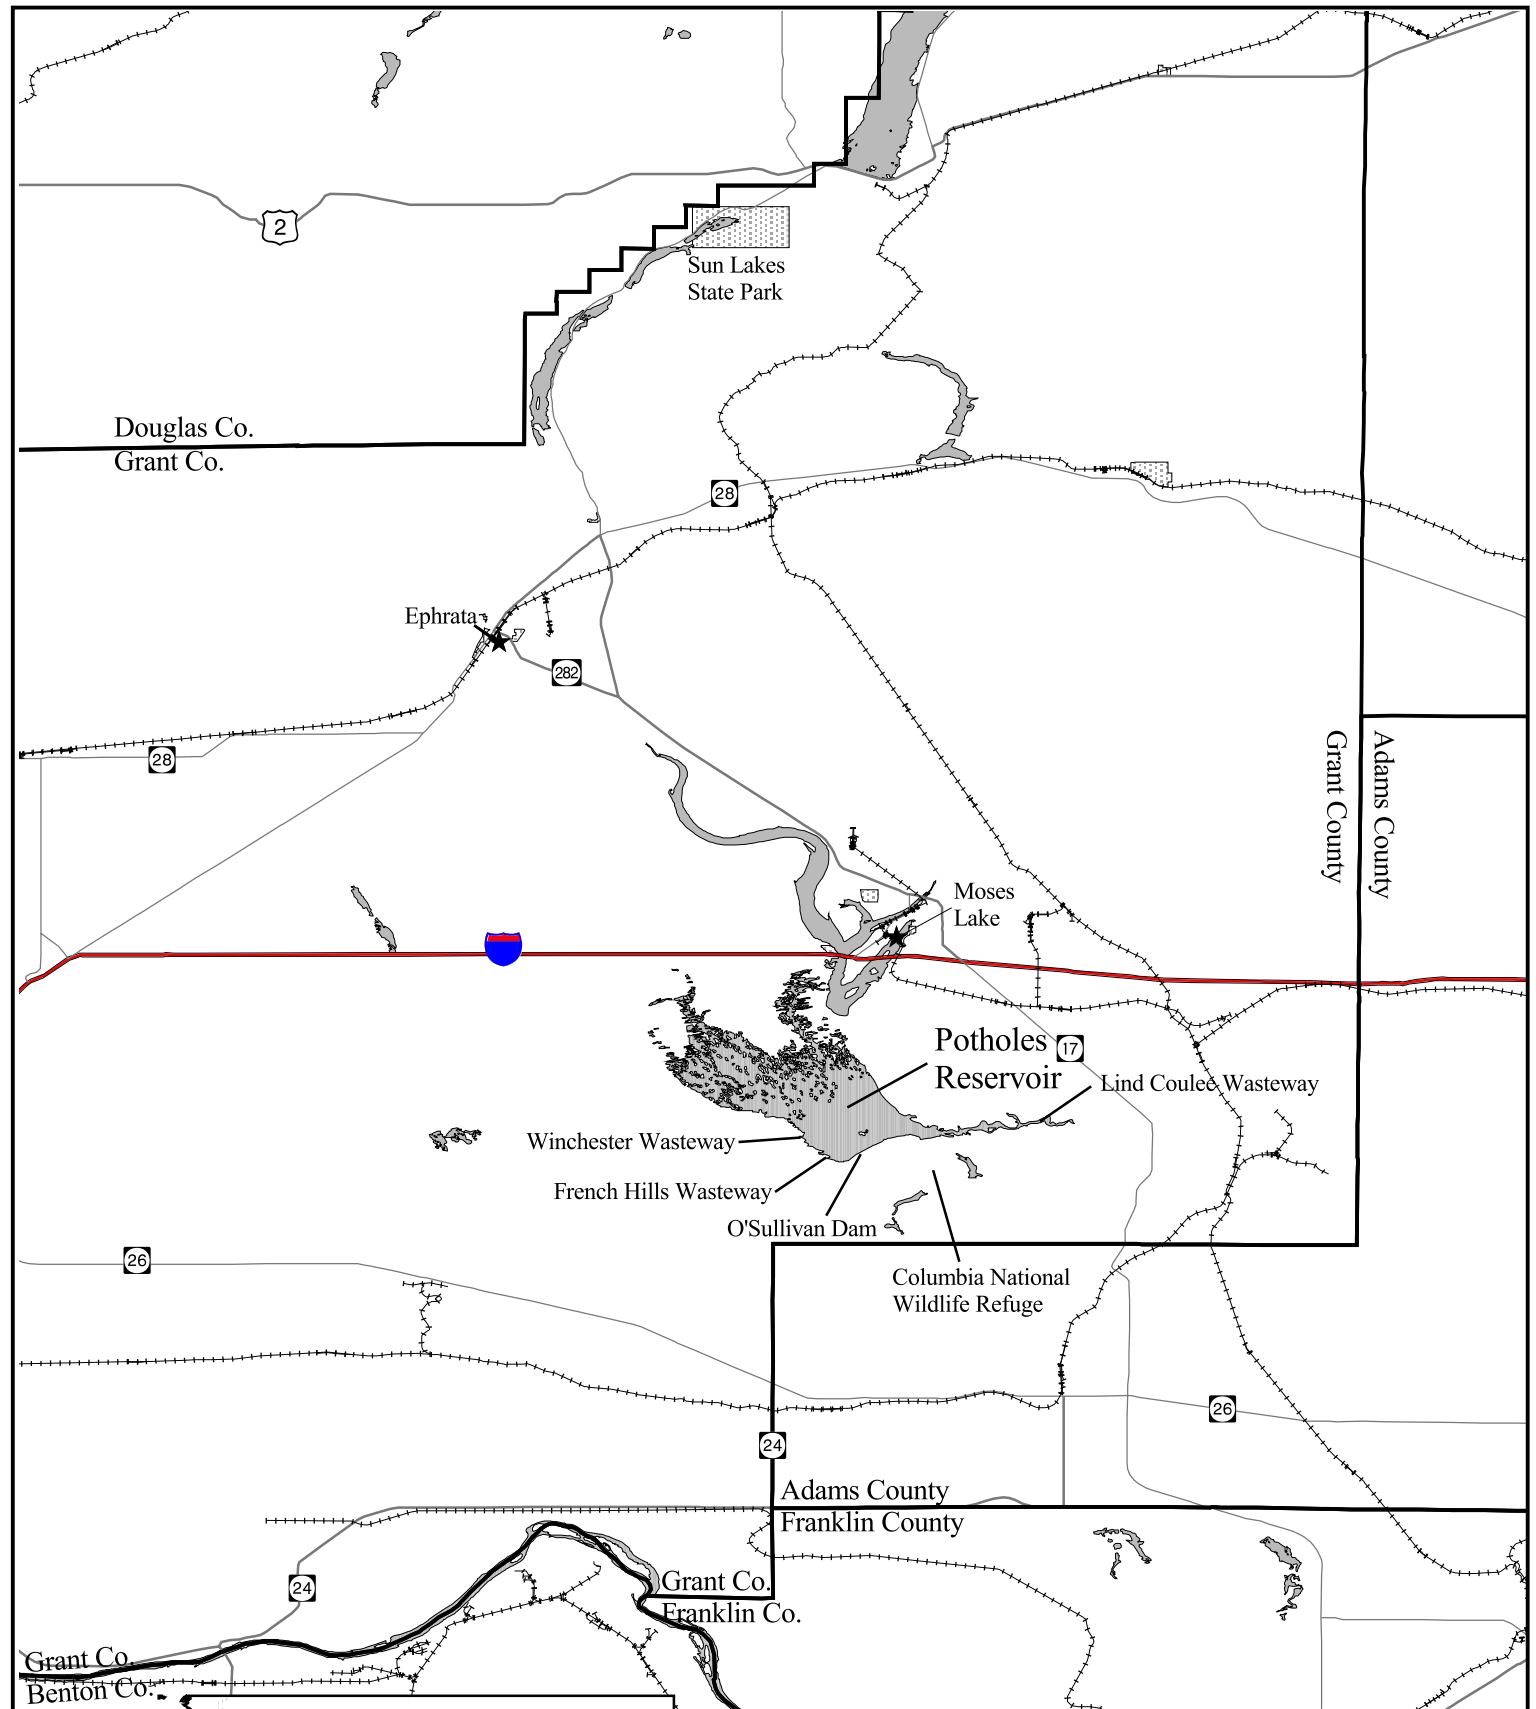 2
Sun Lakes
State Park
Douglas Co.
Grant Co.
28
Ephrata
282
28
Grant County
Adams County
Moses
Lake
Potholes
Reservoir
17
Lind Coulee Wasteway
Winchester Wasteway
French Hills Wasteway
O'Sullivan Dam
26
Columbia National
Wildlife Refuge
26
24
Adams County
Franklin County
24
Grant Co.
Franklin Co.
Grant Co.
Benton Co.